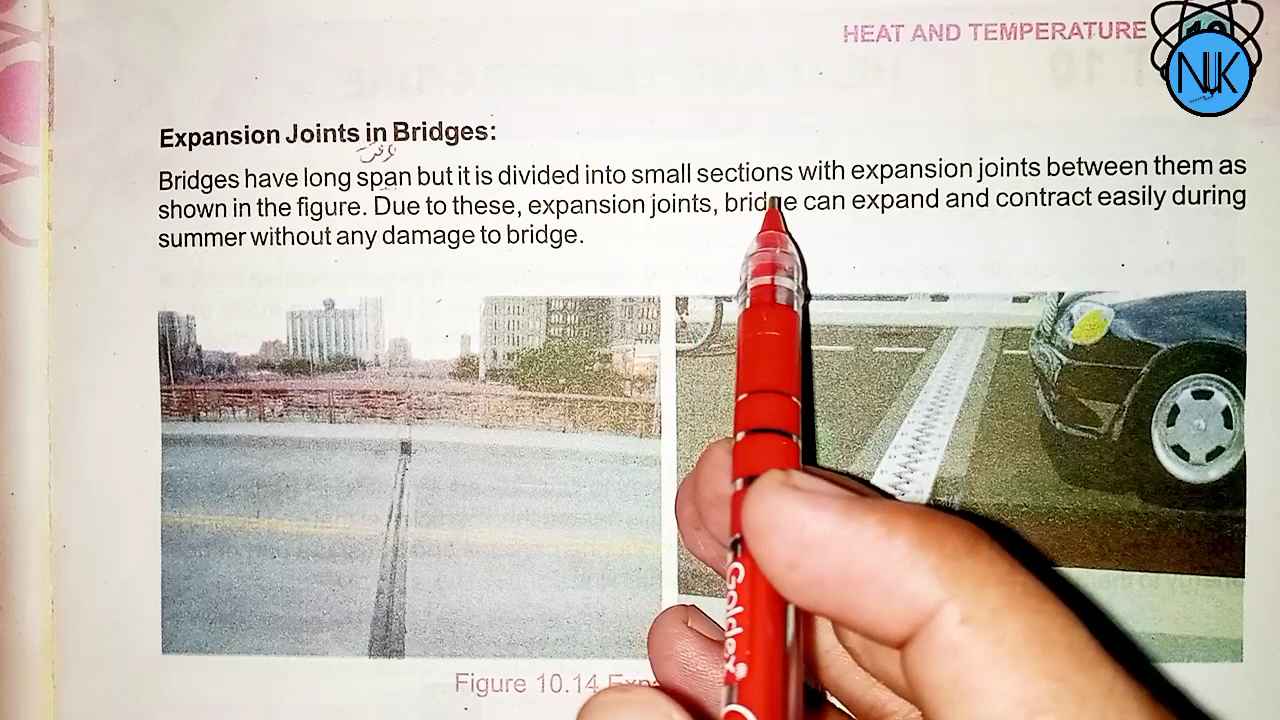 HEAT AND TEMPERATURE
NJK
Expansion Joints in Bridges:
Bridges have long span but it is divided into small sections with expansion joints between them as
shown in the figure. Due to these, expansion joints, bridge can expand and contract easily during
summer without any damage to bridge.
Golder
Figure 10.14